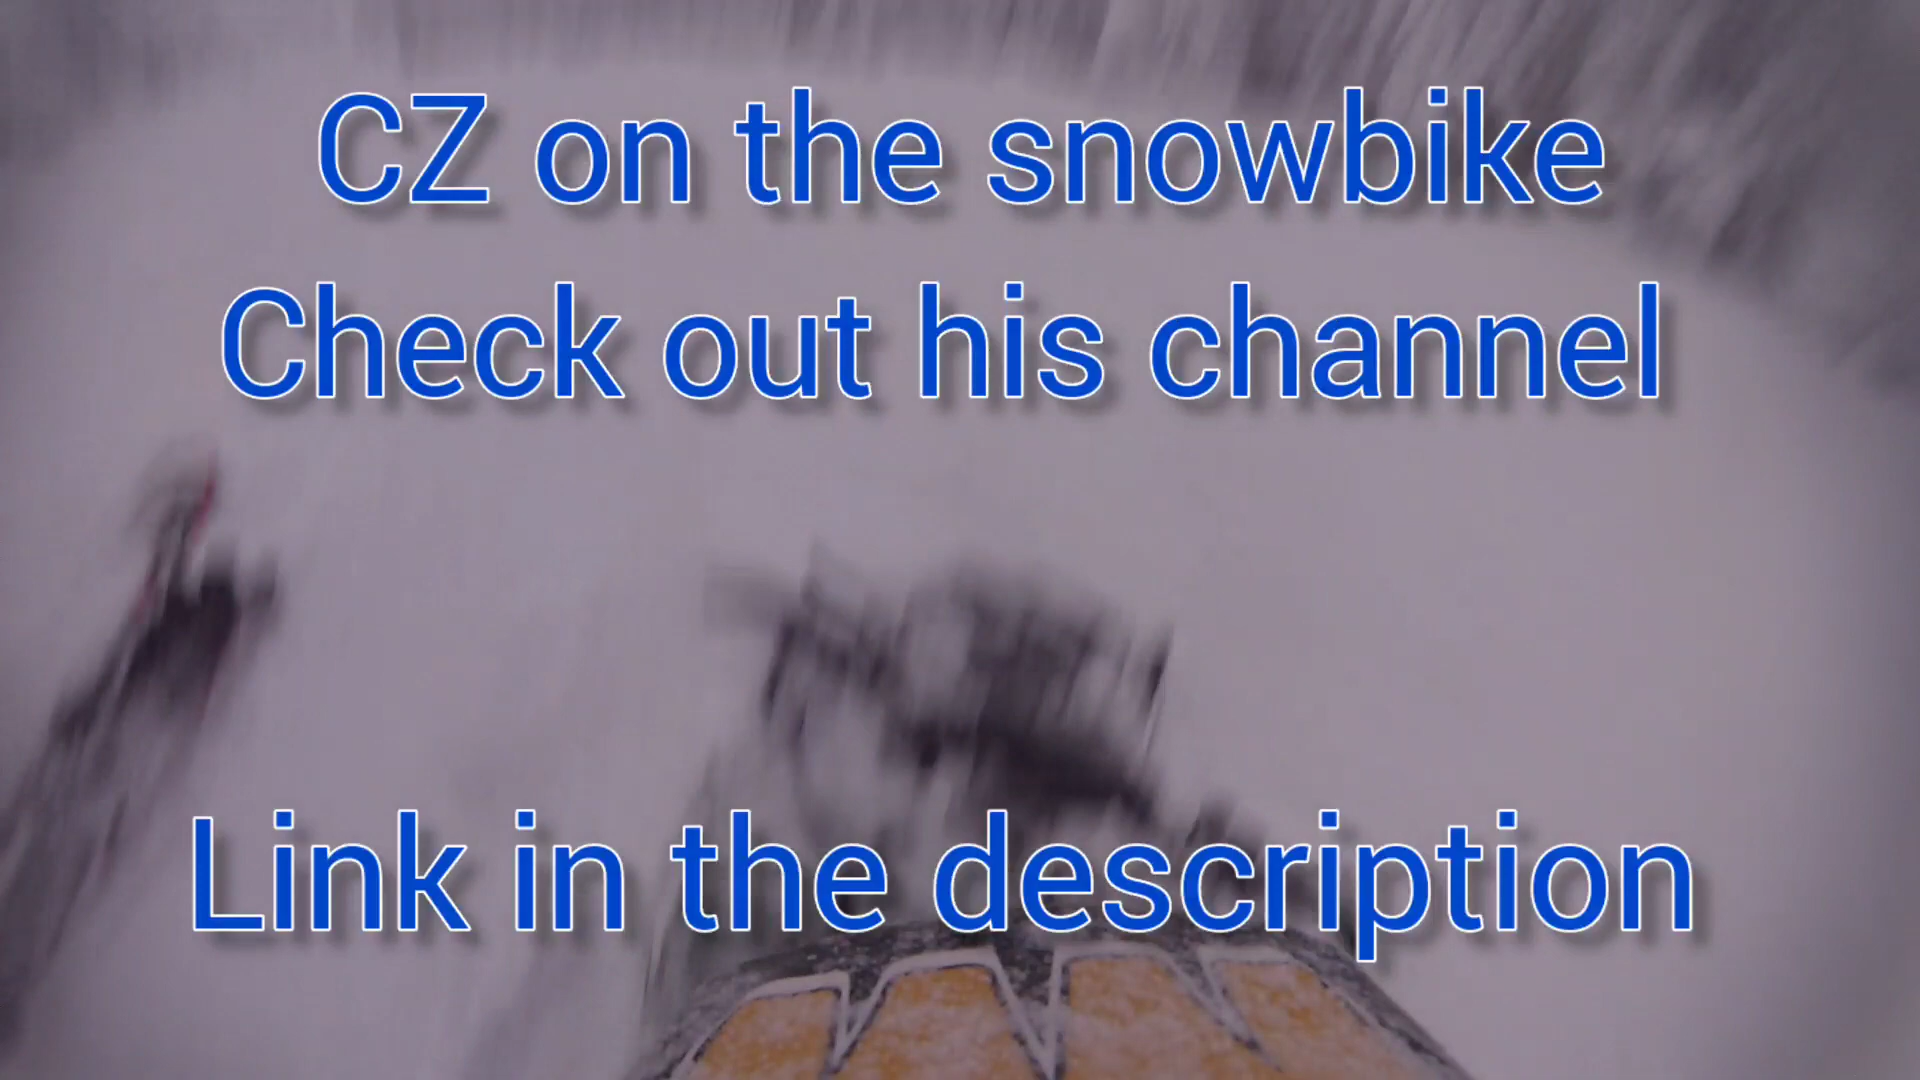 CZ on the snowbike
Check out his channel
Link in the description